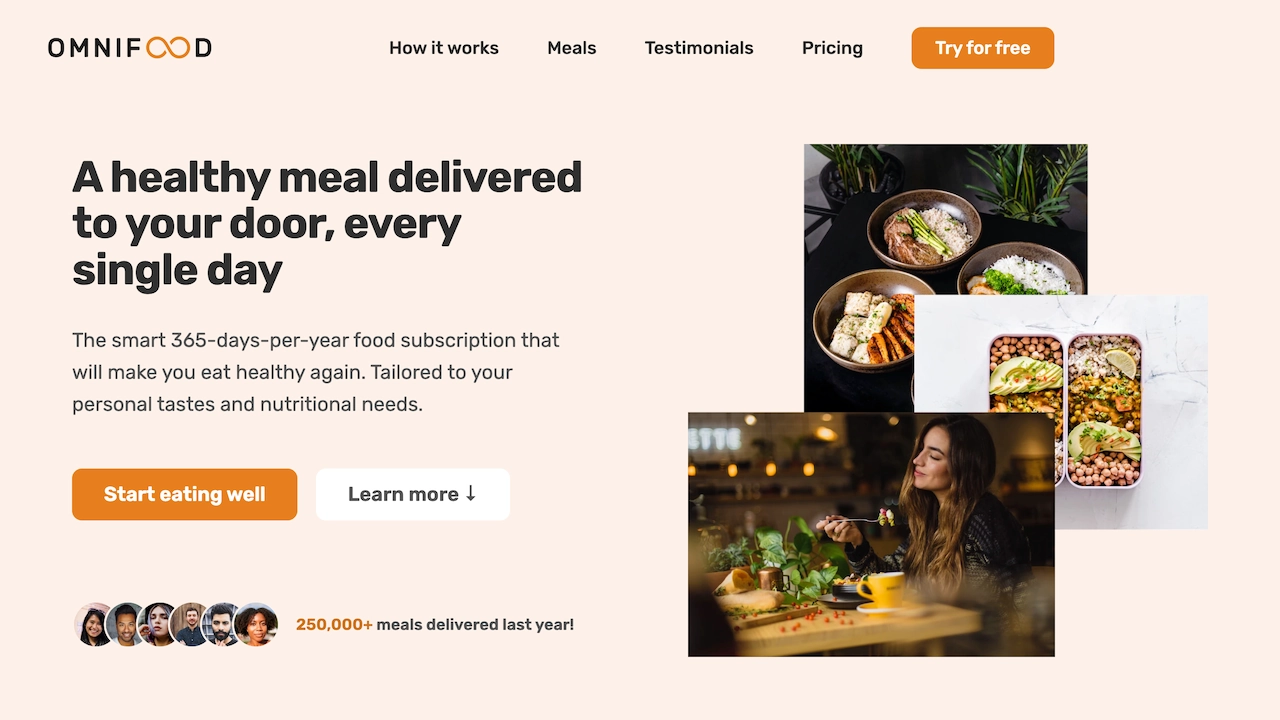 OMNIFOOD
How it works
Meals
Testimonials
Pricing
Try for free
A healthy meal delivered
to your door, every
single day
The smart 365-days-per-year food subscription that
will make you eat healthy again. Tailored to your
personal tastes and nutritional needs.
Start eating well
Learn more ↓
250,000+ meals delivered last year!
ETTE